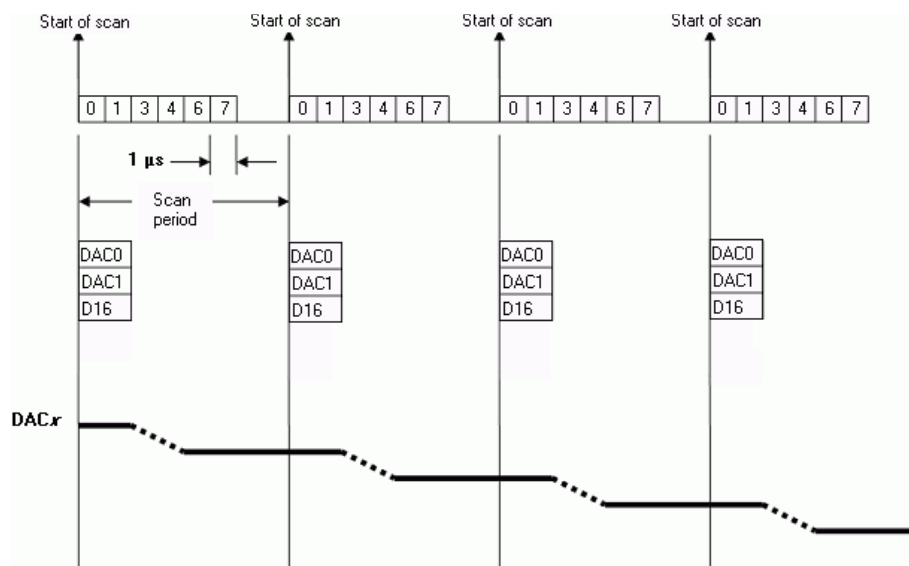 Start of scan Start of scan Start of scan Start of scan
0 1 3 4 6 7 0 1 3 4 6 7 0 1 3 4 6 7 0 1 3 4 6 7
1 µs
Scan
period
DAC0 DAC0 DAC0 DAC0
DAC1 DAC1 DAC1 DAC1
D16 D16 D16 D16
DACx